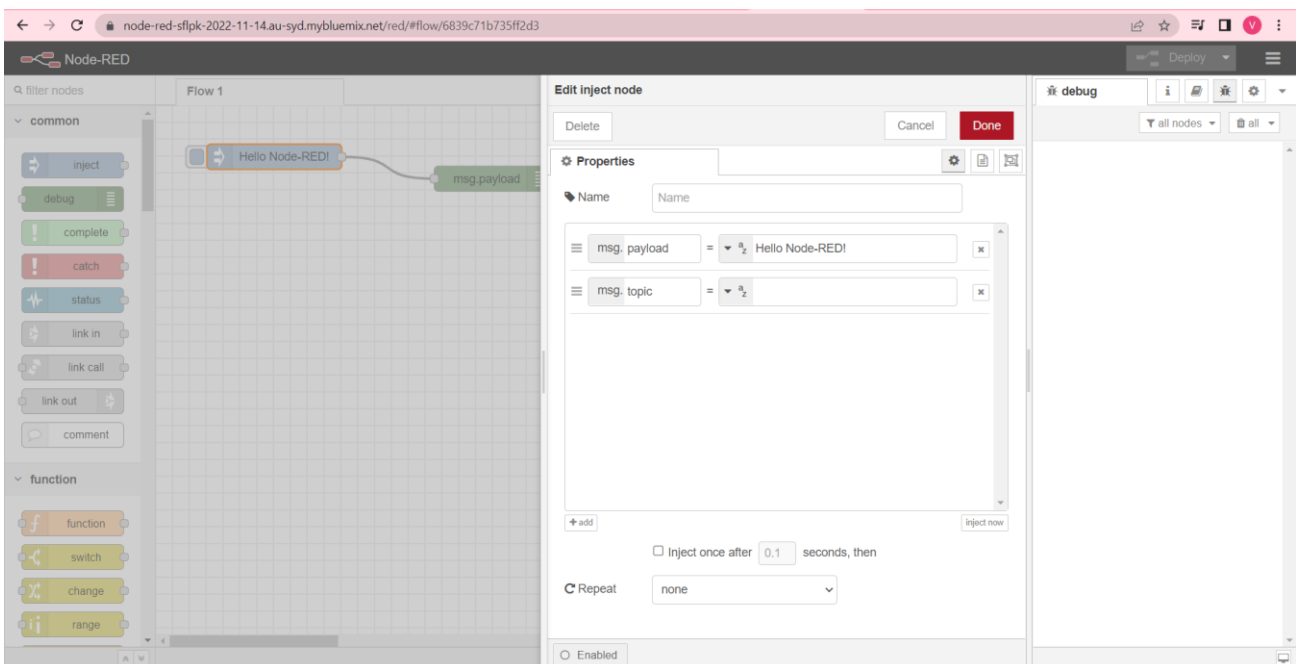 node-red-sflpk-2022-11-14.au-syd.mybluemix.net/red/#flow/6839c71b735ff2d3
V
Node-RED
Deploy
filter nodes
common
inject
debug
complete
catch
status
link in
link call
link out
comment
function
function
switch
change
range
Flow 1
Hello Node-RED!
msg.payload
Edit inject node
Delete
Cancel
Done
Properties
Name
Name
msg. payload = a z Hello Node-RED!
msg. topic = a z
add
inject now
Inject once after 0.1 seconds, then
Repeat none
Enabled
debug
i
all nodes
all